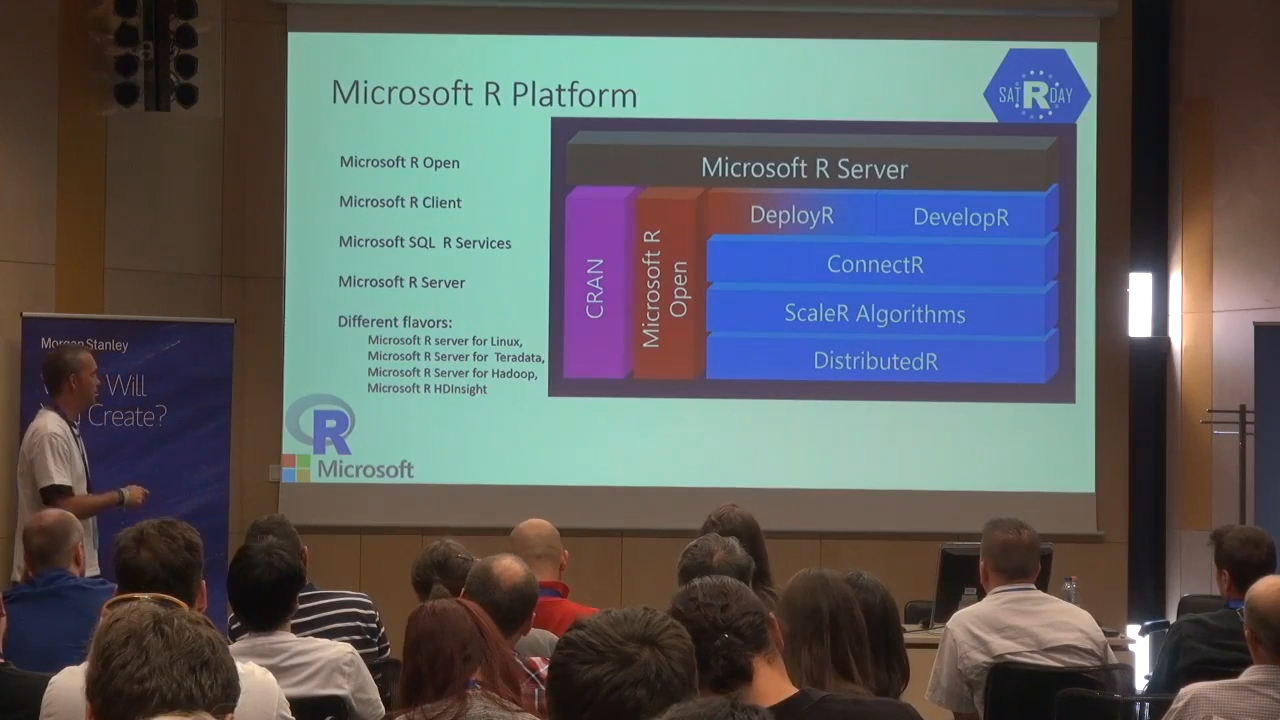 Microsoft R Platform
SAT R DAY
Microsoft R Open
Microsoft R Client
Microsoft SQL R Services
Microsoft R Server
Different flavors:
Microsoft R server for Linux,
Microsoft R Server for Teradata,
Microsoft R Server for Hadoop,
Microsoft R HDInsight
Microsoft R Server
CRAN
Microsoft R
Open
DeployR
DevelopR
ConnectR
ScaleR Algorithms
DistributedR
R
Microsoft
Morgan Stanley
Will
Create?